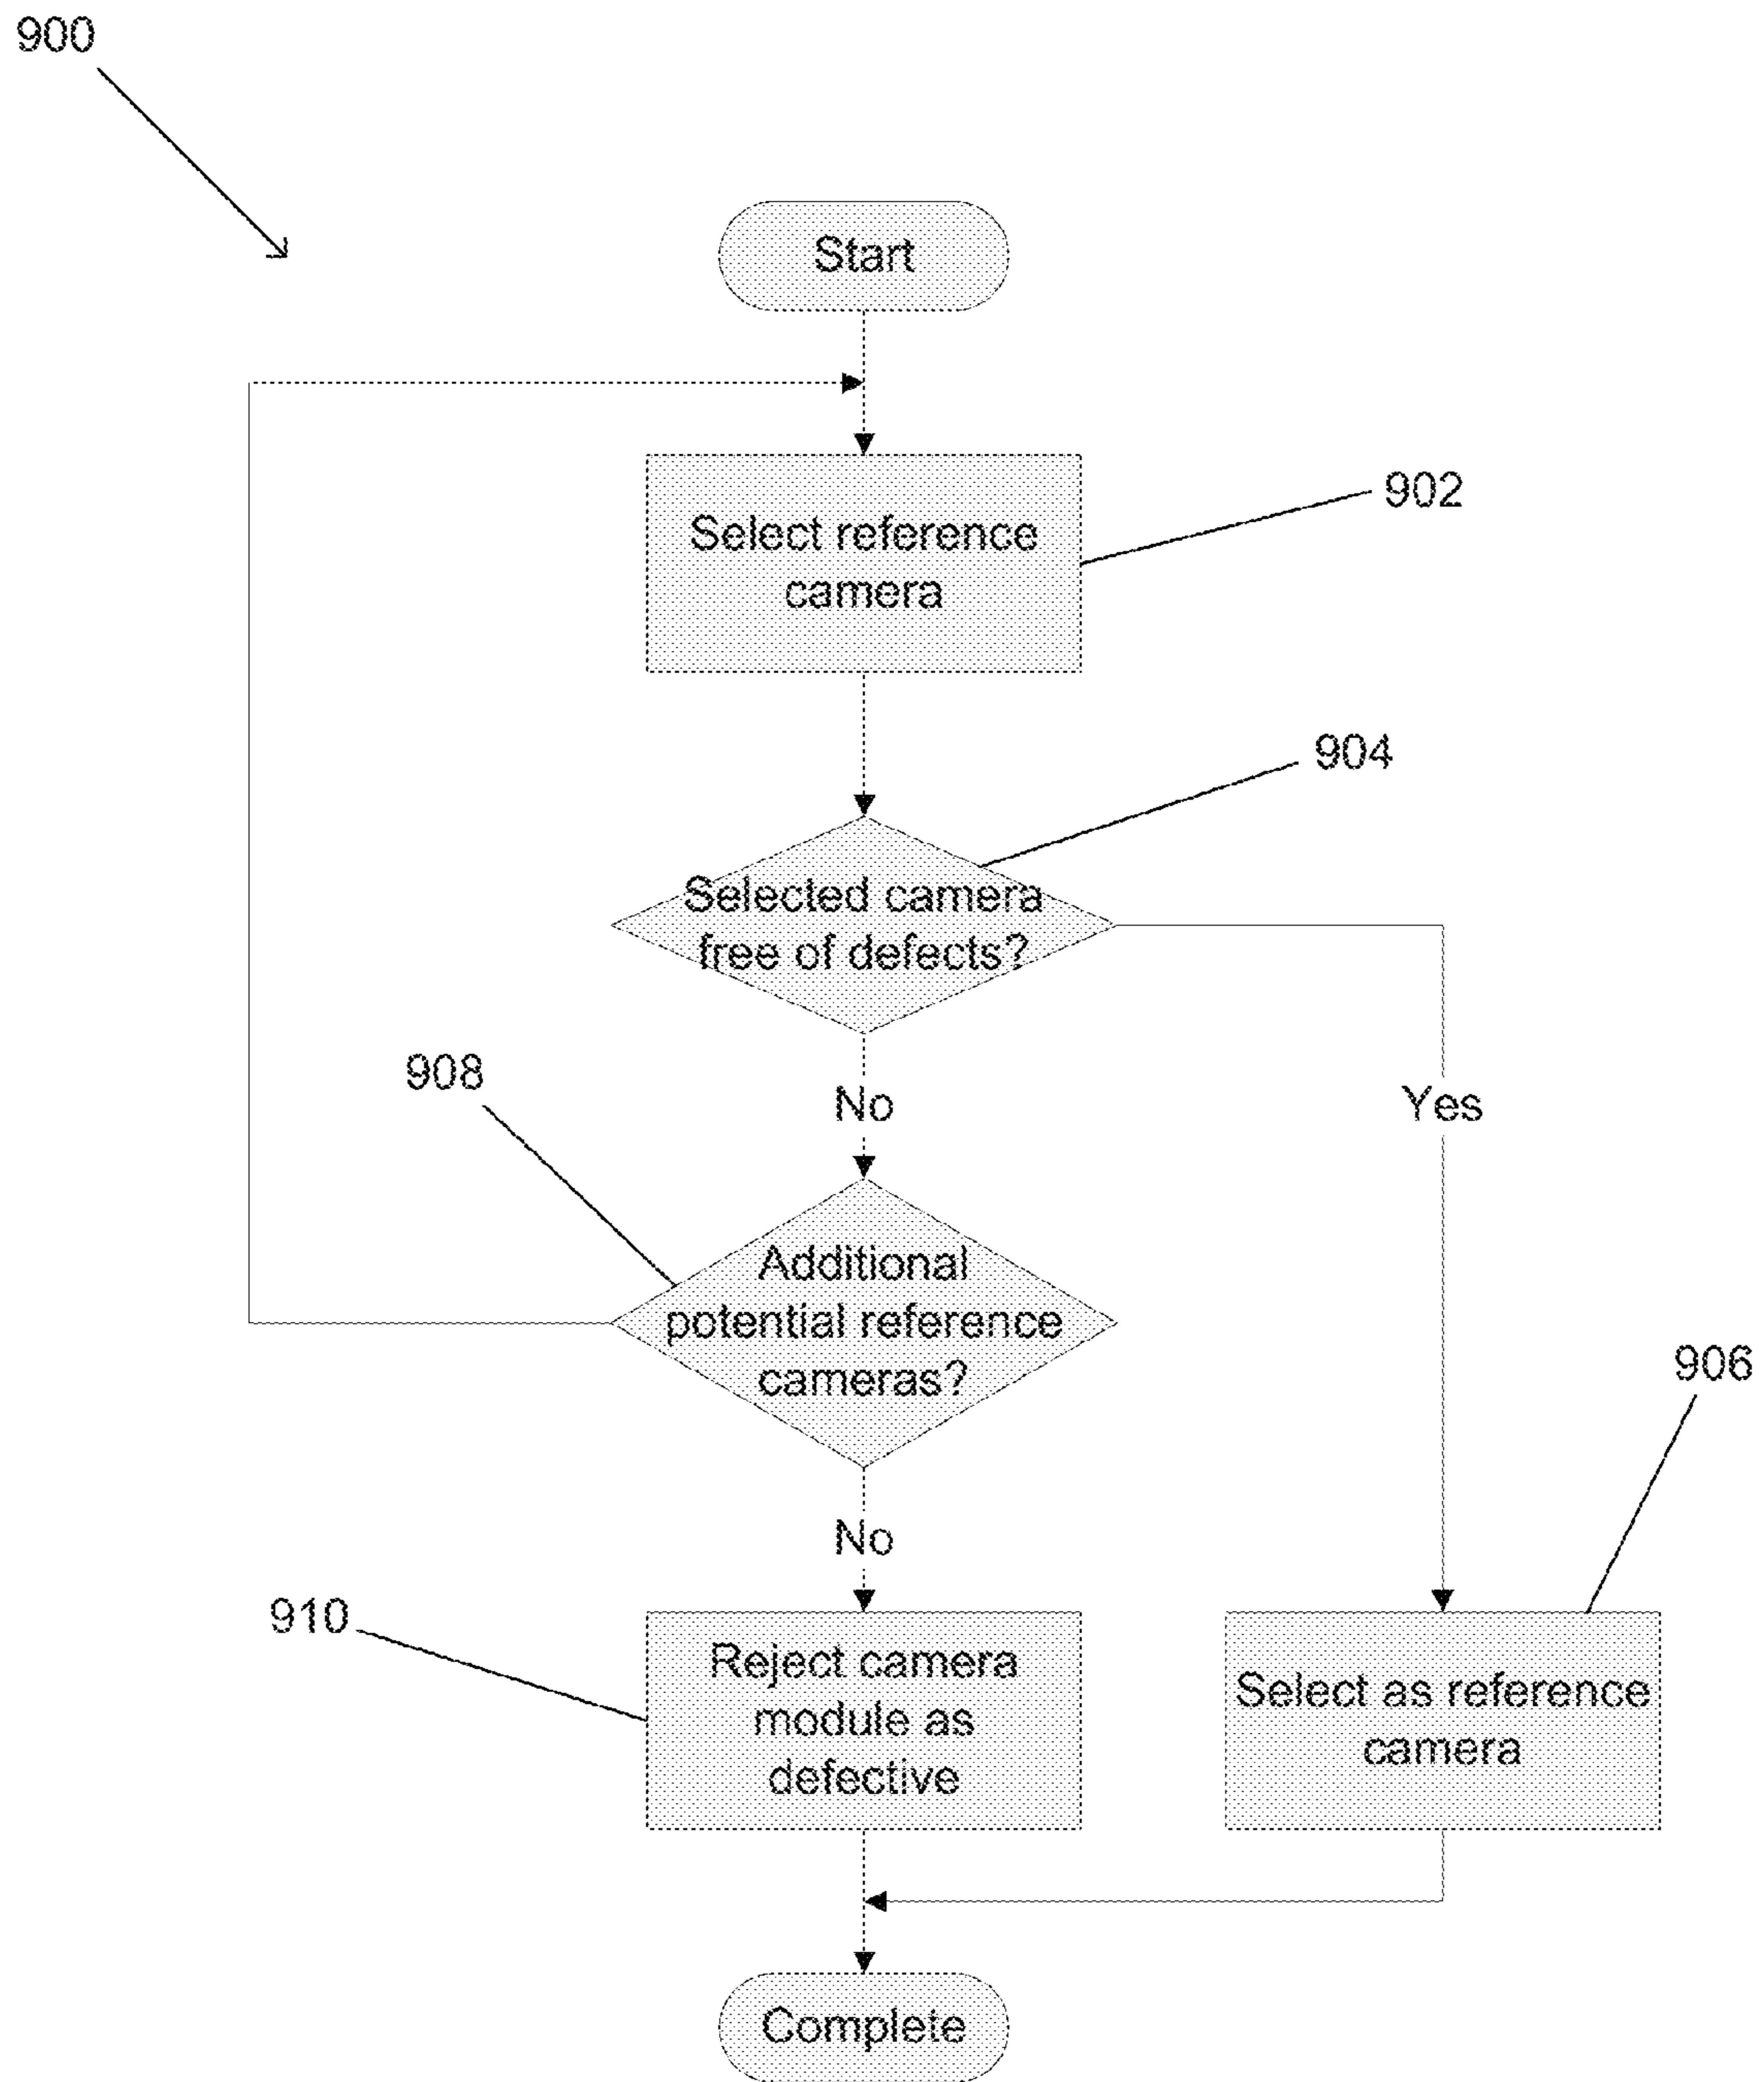 900
Start
Select reference
camera
902
904
Selected camera
free of defects?
908
No
Yes
Additional
potential reference
cameras?
906
No
910
Reject camera
module as
defective
Select as reference
camera
Complete